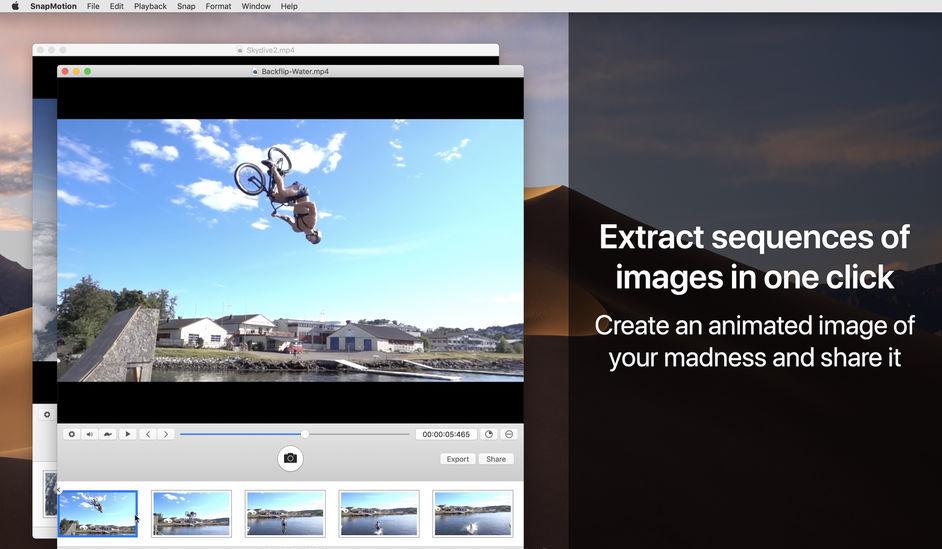 SnapMotion File Edit Playback Snap Format Window Help
Skydive2.mp4
Backflip-Water.mp4
Extract sequences of
images in one click
Create an animated image of
your madness and share it
00:00:05:465
Export Share